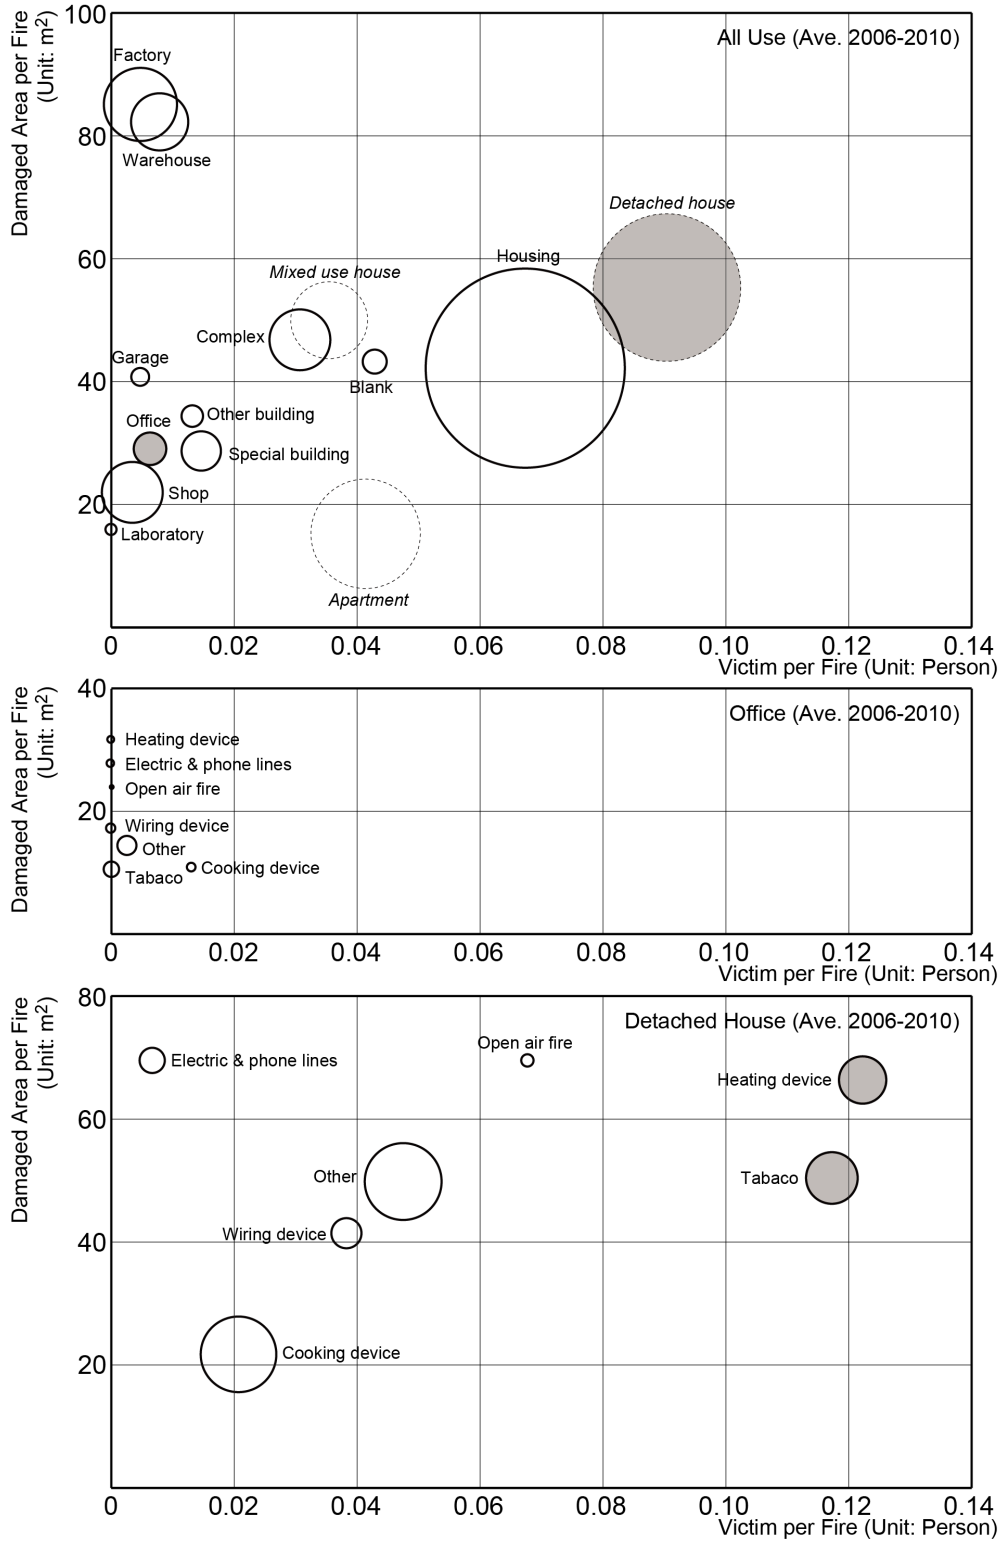 Damaged Area per Fire
(Unit: m²)
100
80
60
40
20
All Use (Ave. 2006-2010)
Factory
Warehouse
Detached house
Housing
Mixed use house
Complex
Garage
Blank
Other building
Office
Special building
Shop
Laboratory
Apartment
0 0.02 0.04 0.06 0.08 0.10 0.12 0.14
Victim per Fire (Unit: Person)
Damaged Area per Fire
(Unit: m²)
40
20
Office (Ave. 2006-2010)
Heating device
Electric & phone lines
Open air fire
Wiring device
Other
Cooking device
Tabaco
0 0.02 0.04 0.06 0.08 0.10 0.12 0.14
Victim per Fire (Unit: Person)
Damaged Area per Fire
(Unit: m²)
80
60
40
20
Detached House (Ave. 2006-2010)
Open air fire
Electric & phone lines
Heating device
Other
Tabaco
Wiring device
Cooking device
0 0.02 0.04 0.06 0.08 0.10 0.12 0.14
Victim per Fire (Unit: Person)